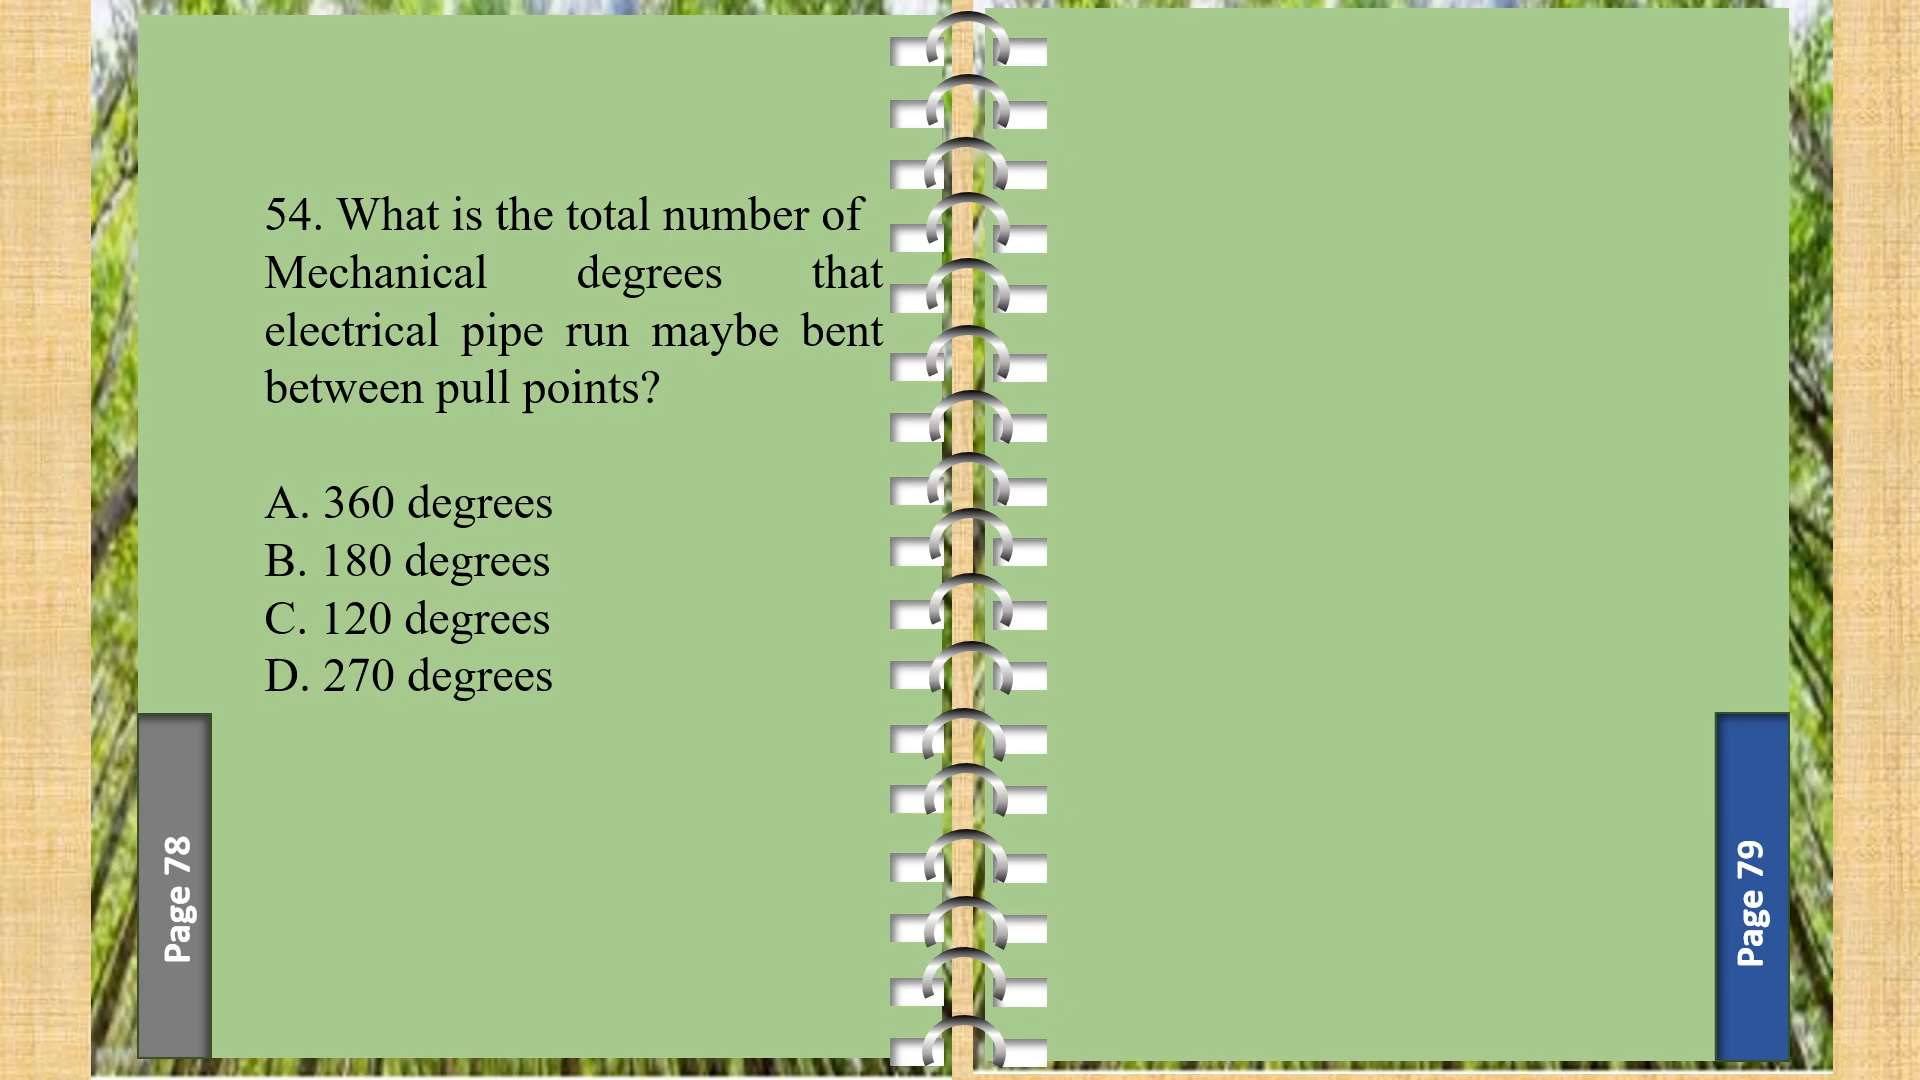 54. What is the total number of
Mechanical degrees that
electrical pipe run maybe bent
between pull points?
A. 360 degrees
B. 180 degrees
C. 120 degrees
D. 270 degrees
Page 78
Page 79